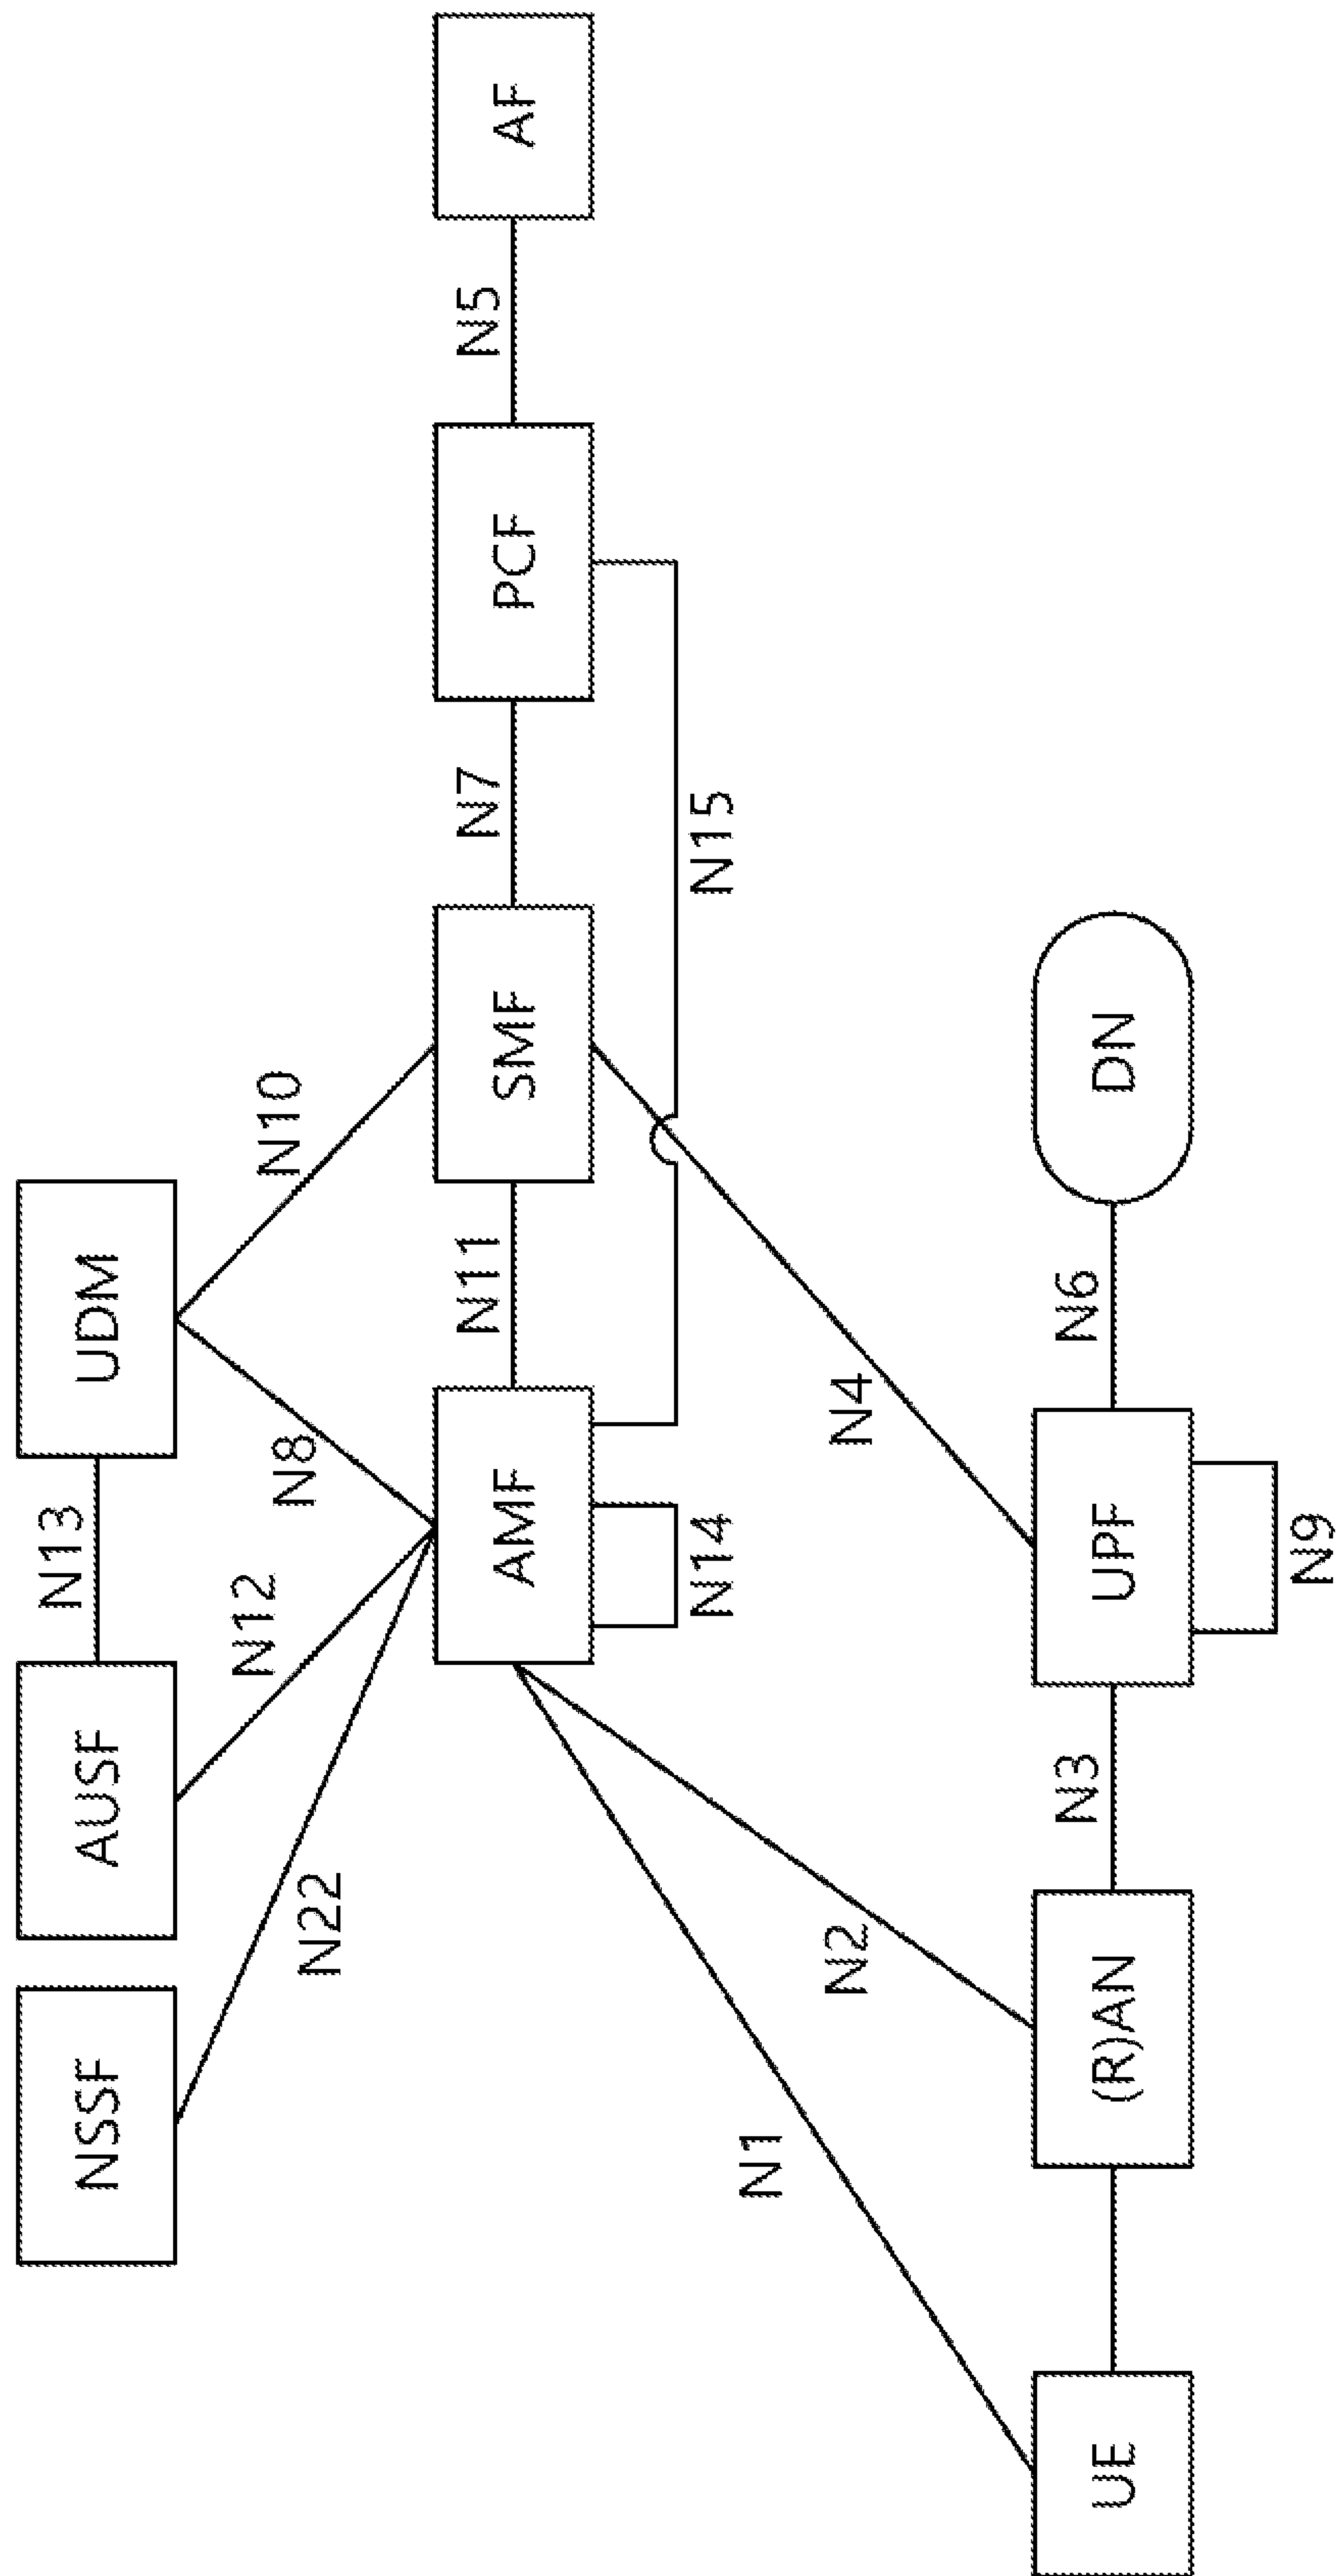 NSSF
AUSF
N13
UDM
N22
N12
N8
N10
AMF
N11
SMF
N7
PCF
N5
AF
N14
N15
N1
N2
N4
UE
(R)AN
N3
UPF
N6
DN
N9